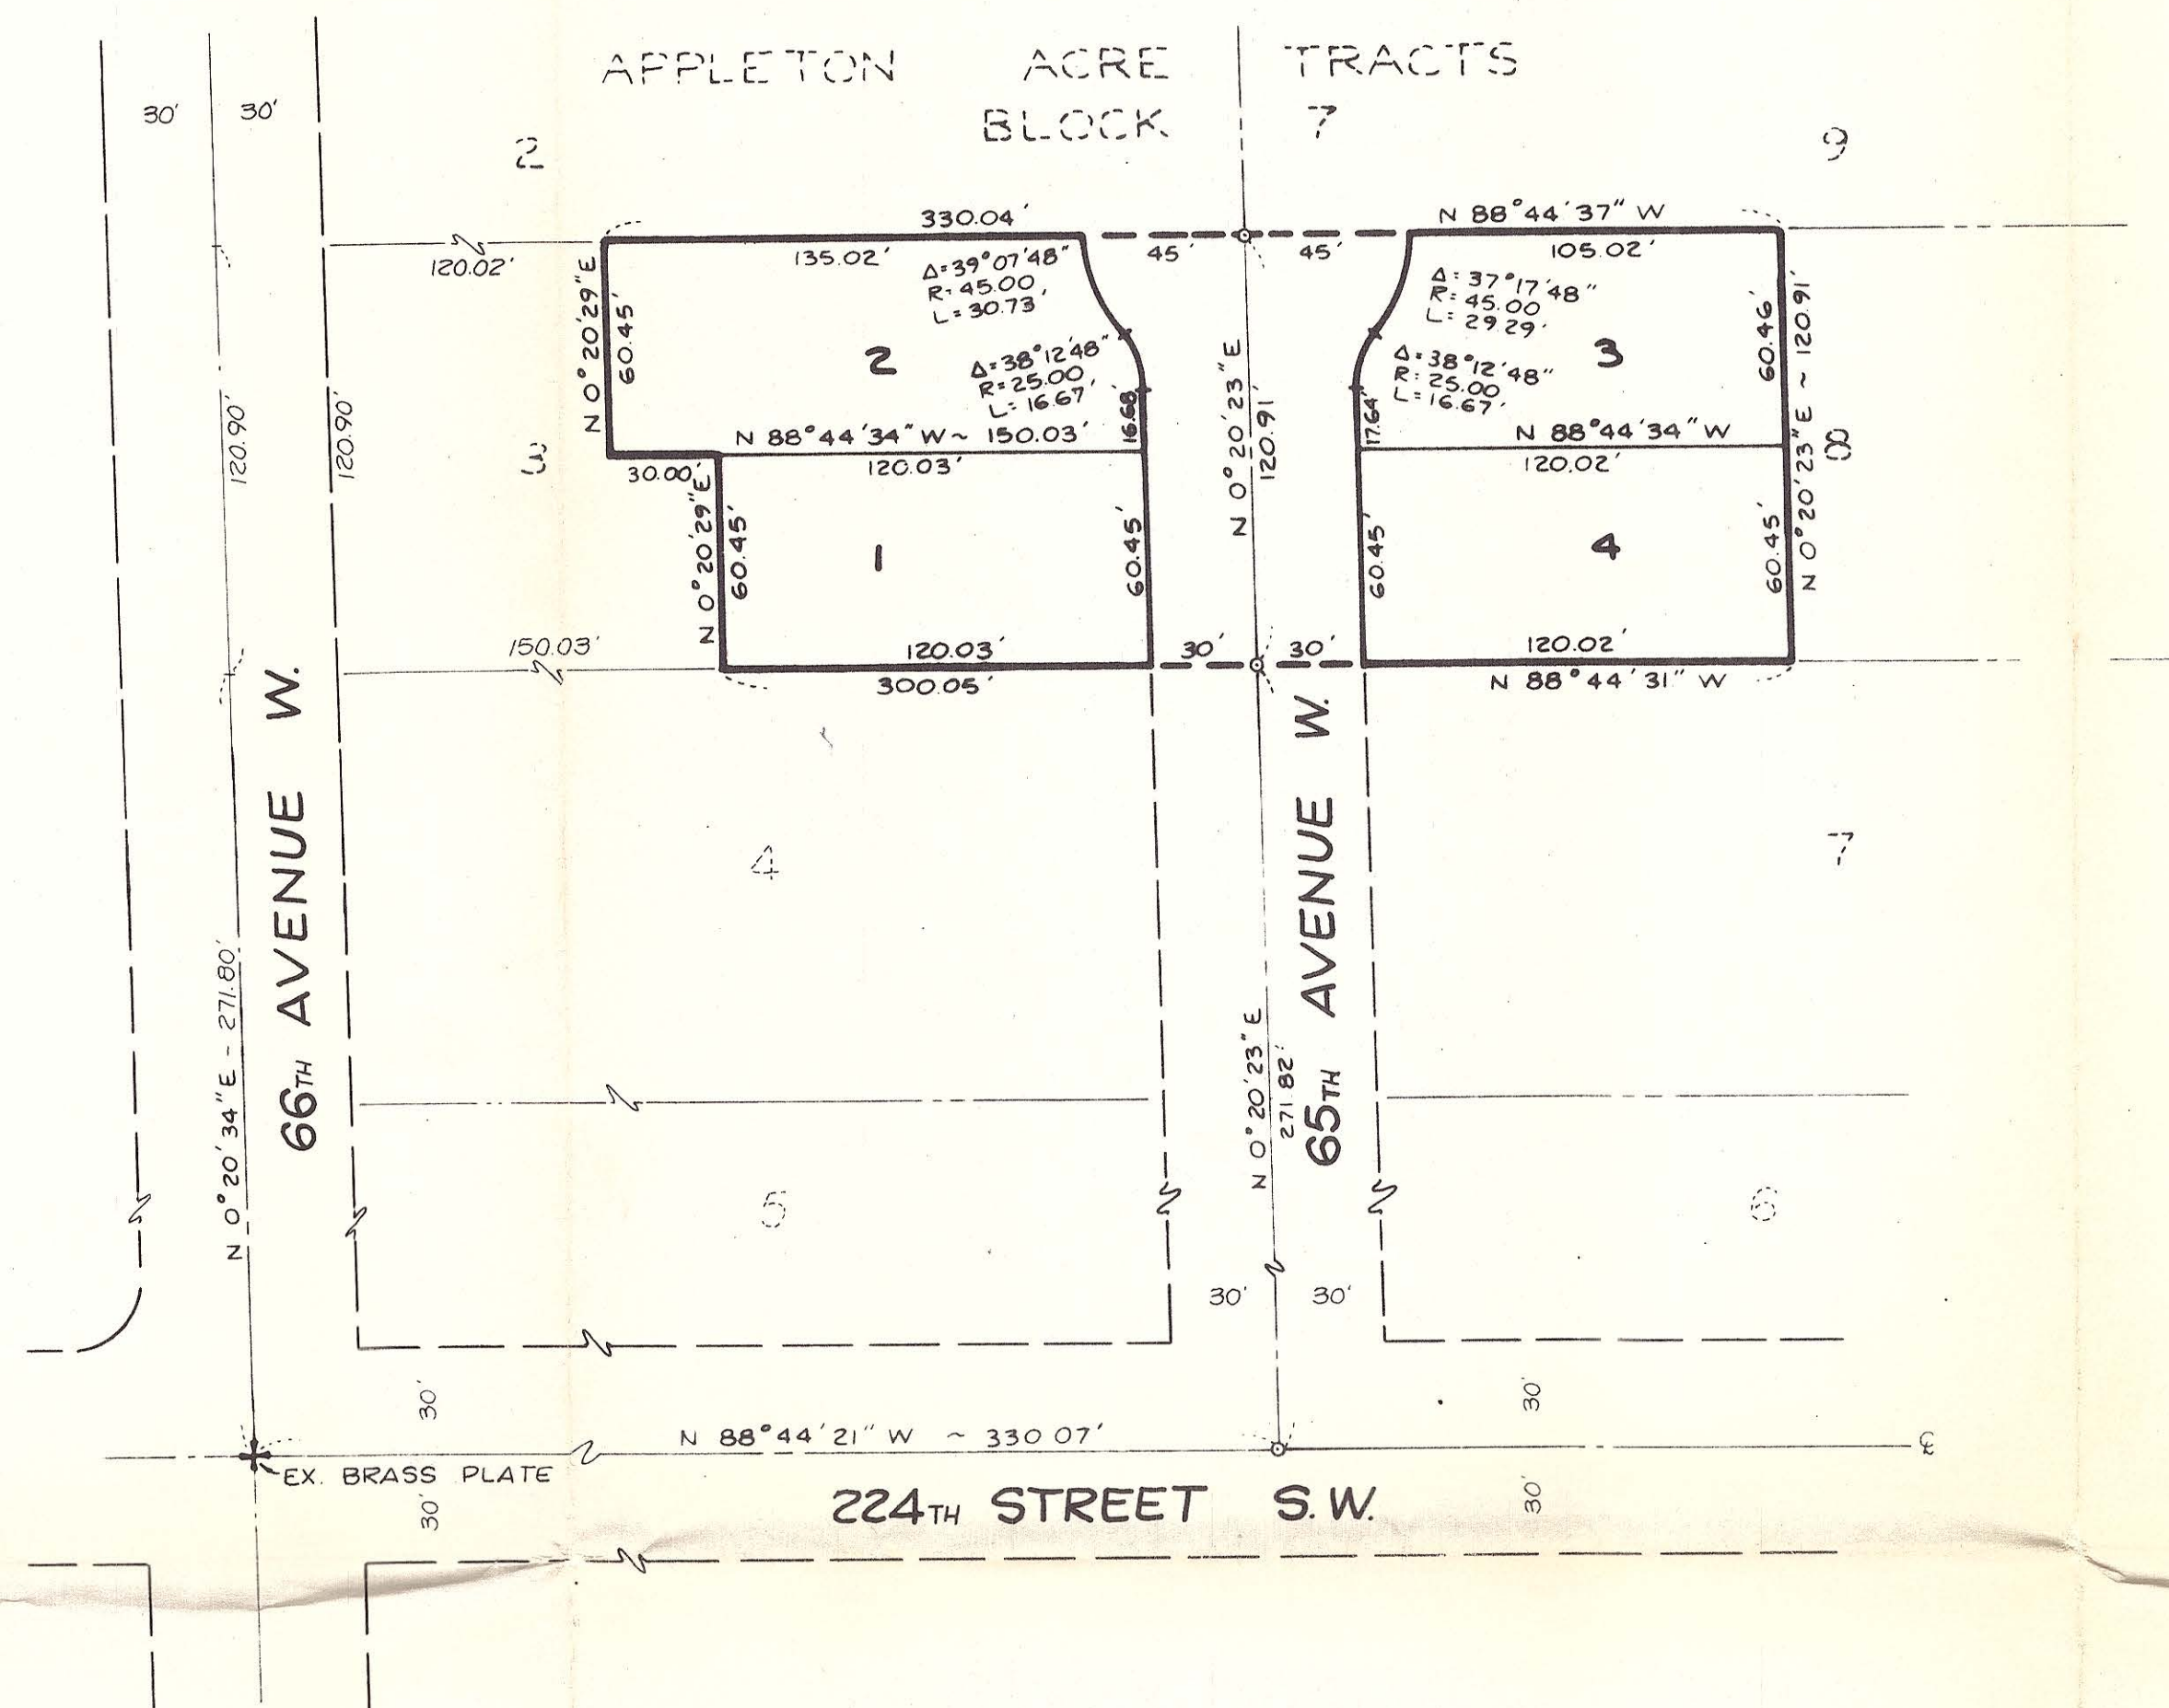 APPLETON ACRE TRACTS
BLOCK 7
30'
30'
2
9
330.04'
N 88°44'37" W
120.02'
135.02'
45'
45'
105.02'
Δ=39°07'48"
R=45.00
L=30.73'
Δ=37°17'48"
R=45.00
L=29.29'
N 0°20'29"E
60.45'
2
Δ=38°12'48"
R=25.00
L=16.67'
16.68'
N 0°20'23"E
120.91'
Δ=38°12'48"
R=25.00
L=16.67'
17.64'
3
60.46'
N 0°20'23"E ~ 120.91'
120.90'
120.90'
3
N 88°44'34"W ~ 150.03'
N 88°44'34"W
8
30.00'
120.03'
120.02'
N 0°20'29"E
60.45'
1
60.45'
60.45'
4
60.45'
150.03'
120.03'
30'
30'
120.02'
300.05'
N 88°44'31" W
66TH AVENUE W.
65TH AVENUE W.
4
7
N 0°20'34"E - 271.80'
N 0°20'23"E
271.82'
5
6
30'
30'
30'
30'
N 88°44'21" W ~ 330 07'
EX. BRASS PLATE
30'
30'
224TH STREET S.W.